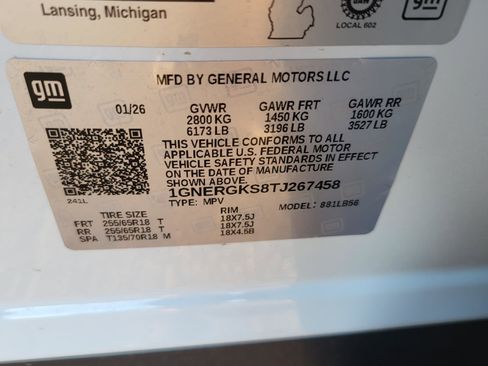 Lansing, Michigan
UAW
LOCAL 602
gm
gm
MFD BY GENERAL MOTORS LLC
01/26 GVWR GAWR FRT GAWR RR
2800 KG 1450 KG 1600 KG
6173 LB 3196 LB 3527 LB
THIS VEHICLE CONFORMS TO ALL
APPLICABLE U.S. FEDERAL MOTOR
VEHICLE SAFETY STANDARDS IN EFFECT
ON THE DATE OF MANUFACTURE
SHOWN ABOVE.
1GNERGKS8TJ267458
TYPE: MPV MODEL: 881LB56
241L
TIRE SIZE RIM
FRT 255/65R18 T 18X7.5J
RR 255/65R18 T 18X7.5J
SPA T135/70R18 M 18X4.5B